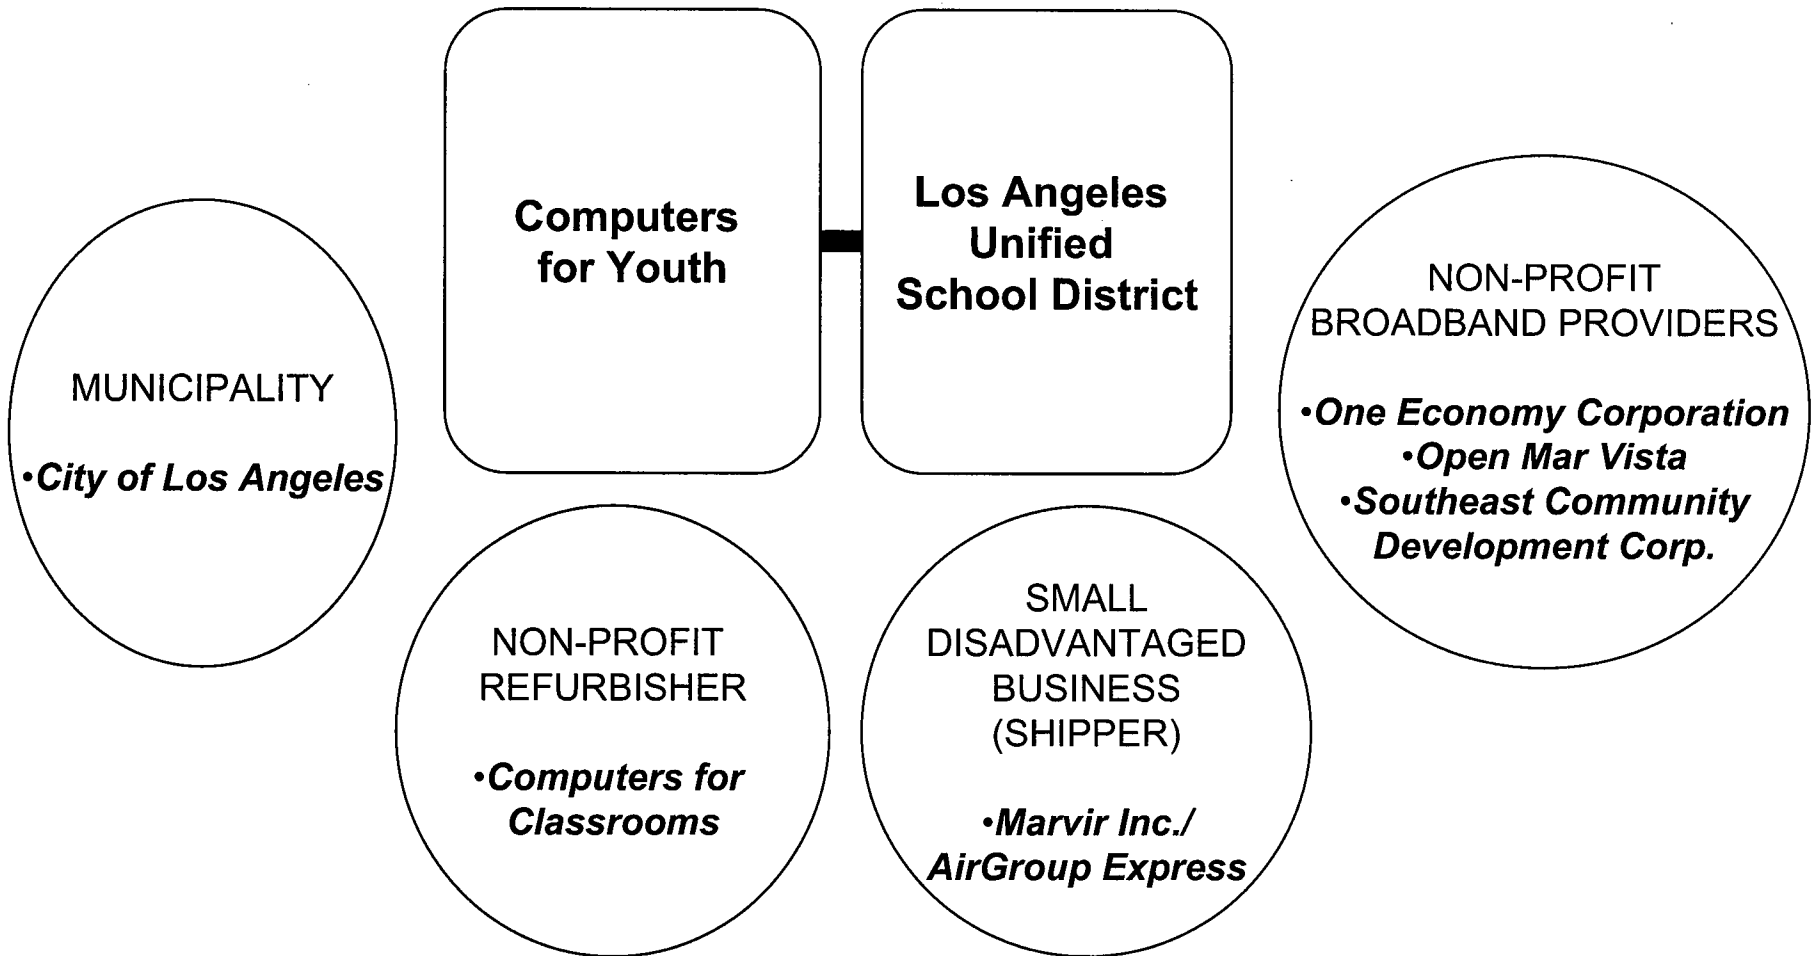 Computers
for Youth
Los Angeles
Unified
School District
MUNICIPALITY
•City of Los Angeles
NON-PROFIT
REFURBISHER
•Computers for
Classrooms
SMALL
DISADVANTAGED
BUSINESS
(SHIPPER)
•Marvir Inc./
AirGroup Express
NON-PROFIT
BROADBAND PROVIDERS
•One Economy Corporation
•Open Mar Vista
•Southeast Community
Development Corp.